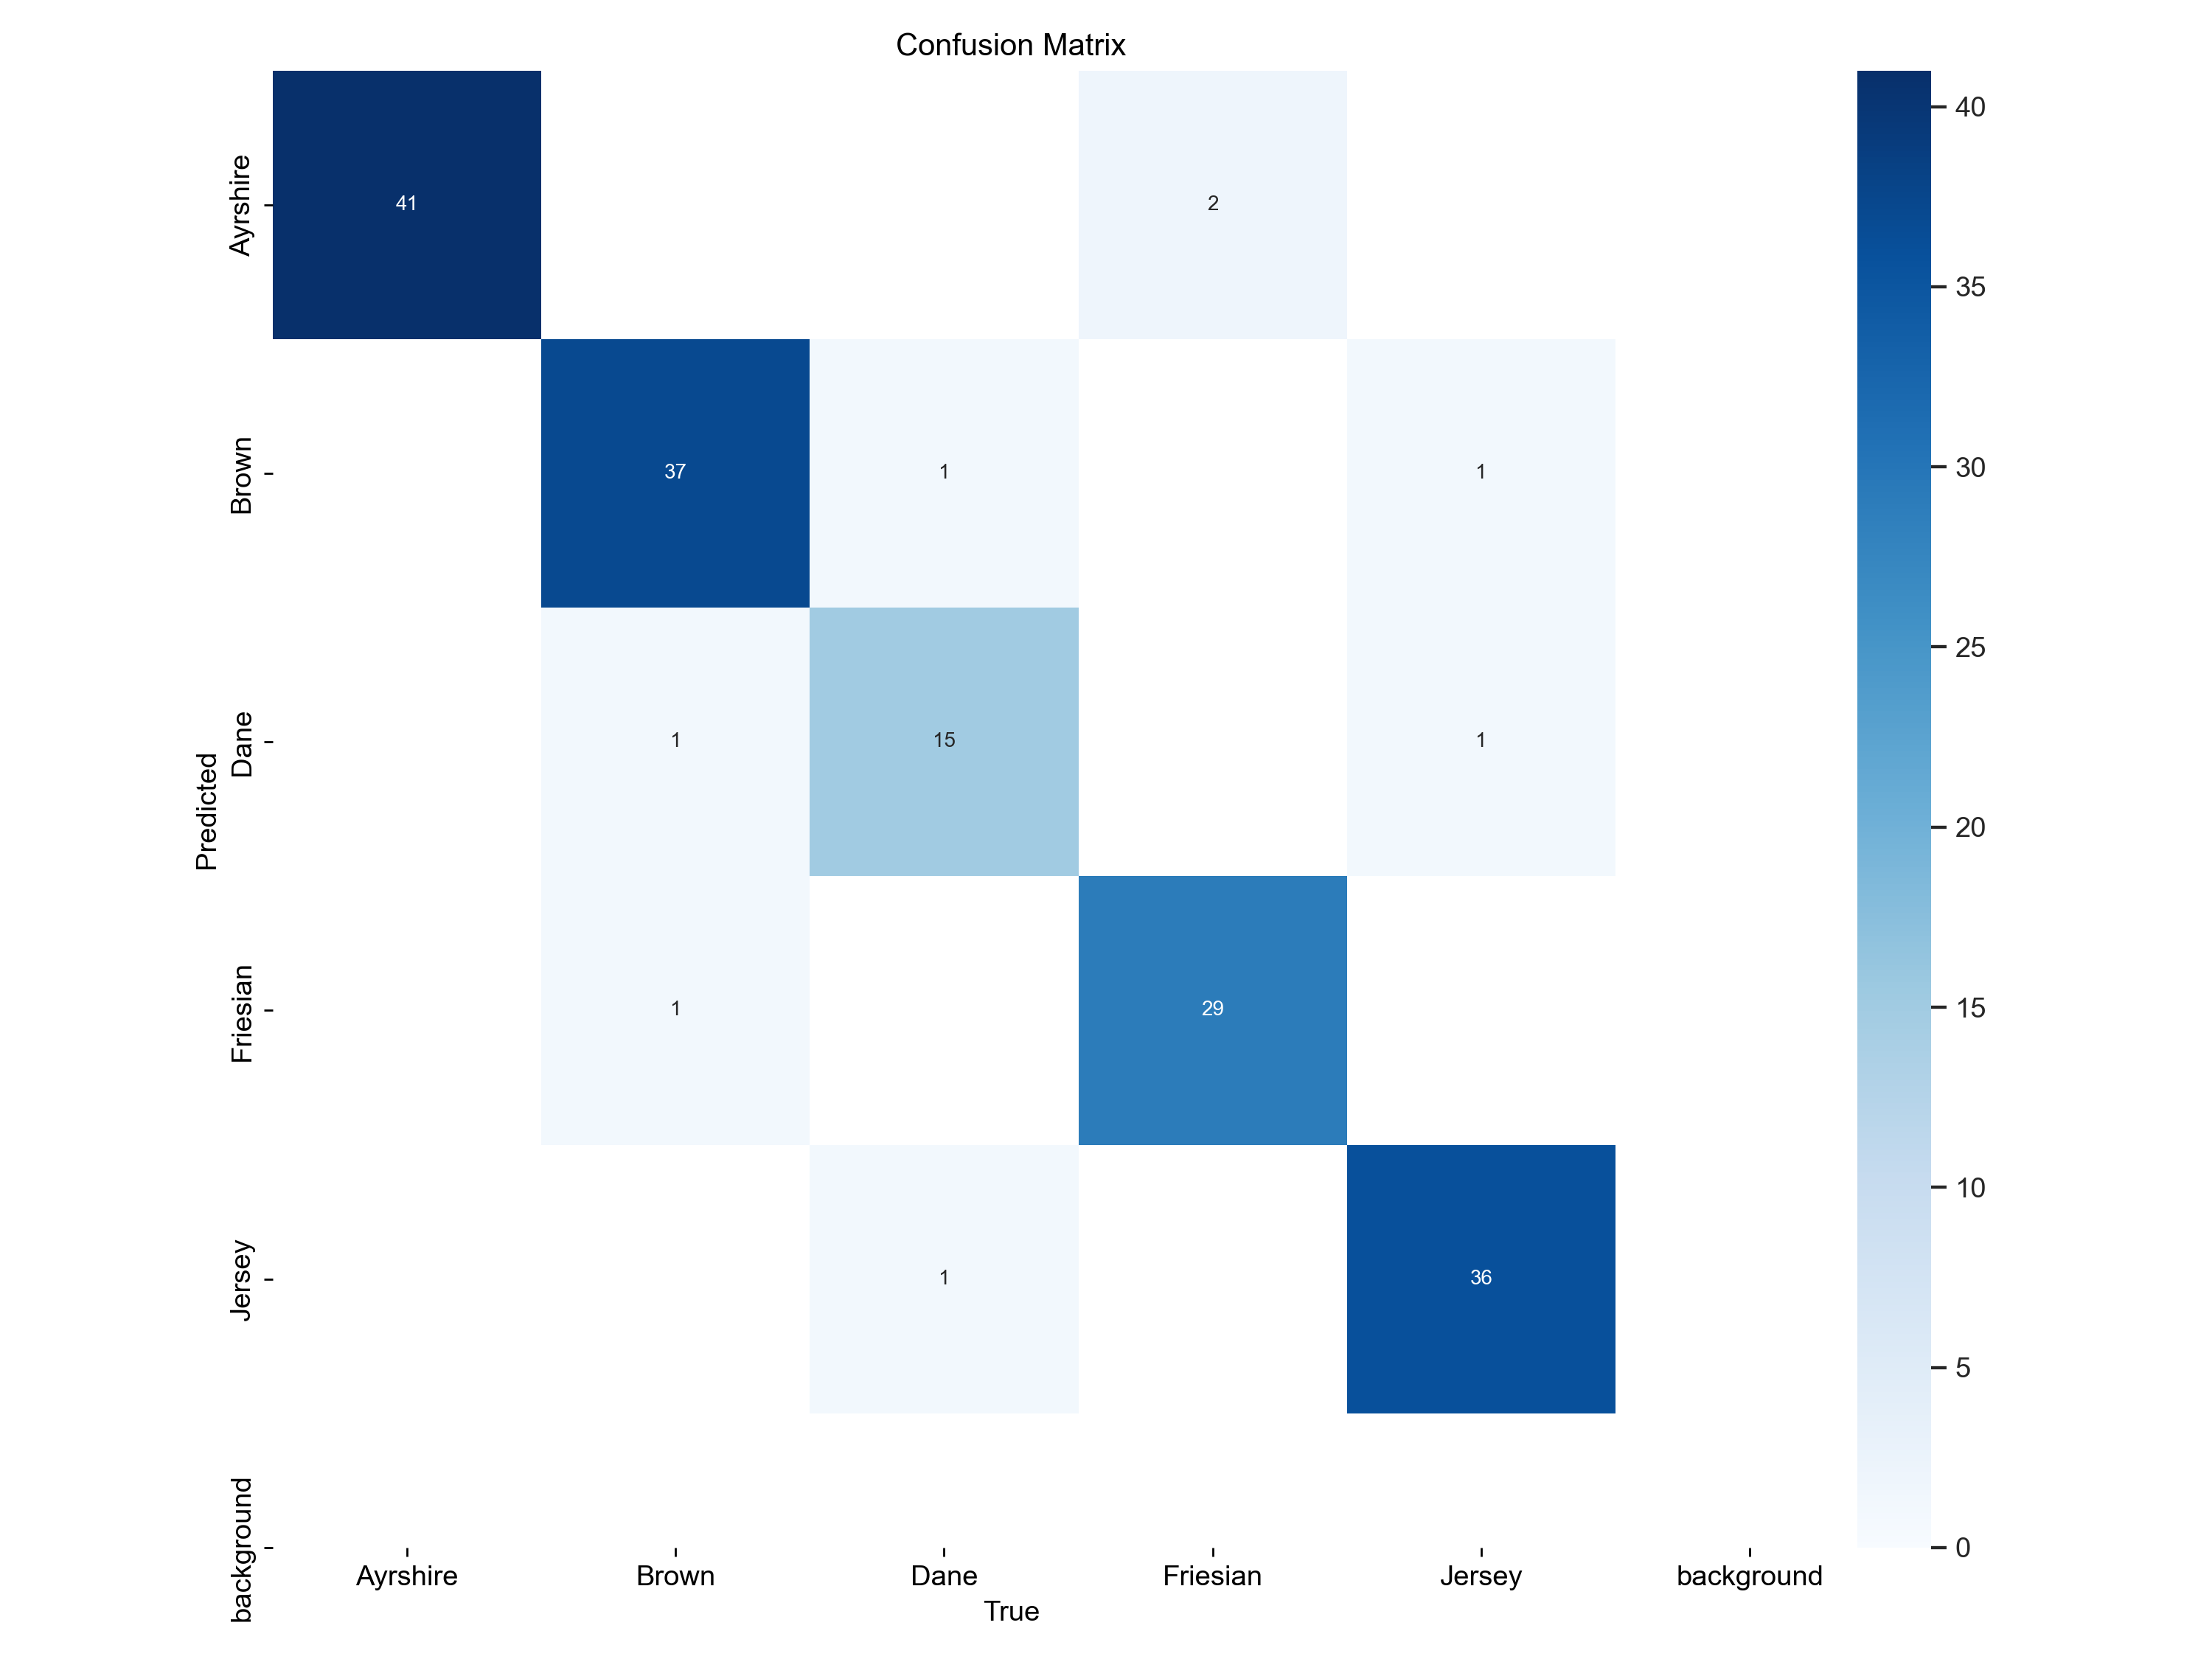 Confusion Matrix
Ayrshire
41
2
Brown
37
1
1
Dane
1
15
1
Friesian
1
29
Jersey
1
36
background
Predicted
Ayrshire
Brown
Dane
Friesian
Jersey
background
True
40
35
30
25
20
15
10
5
0